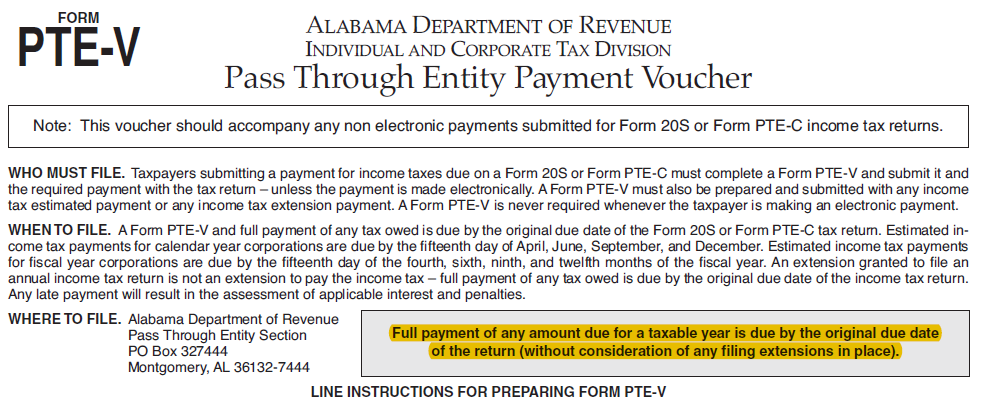 FORM
PTE-V
ALABAMA DEPARTMENT OF REVENUE
INDIVIDUAL AND CORPORATE TAX DIVISION
Pass Through Entity Payment Voucher
Note: This voucher should accompany any non electronic payments submitted for Form 20S or Form PTE-C income tax returns.
WHO MUST FILE. Taxpayers submitting a payment for income taxes due on a Form 20S or Form PTE-C must complete a Form PTE-V and submit it and
the required payment with the tax return – unless the payment is made electronically. A Form PTE-V must also be prepared and submitted with any income
tax estimated payment or any income tax extension payment. A Form PTE-V is never required whenever the taxpayer is making an electronic payment.
WHEN TO FILE. A Form PTE-V and full payment of any tax owed is due by the original due date of the Form 20S or Form PTE-C tax return. Estimated in-
come tax payments for calendar year corporations are due by the fifteenth day of April, June, September, and December. Estimated income tax payments
for fiscal year corporations are due by the fifteenth day of the fourth, sixth, ninth, and twelfth months of the fiscal year. An extension granted to file an
annual income tax return is not an extension to pay the income tax – full payment of any tax owed is due by the original due date of the income tax return.
Any late payment will result in the assessment of applicable interest and penalties.
WHERE TO FILE. Alabama Department of Revenue
Pass Through Entity Section
PO Box 327444
Montgomery, AL 36132-7444
Full payment of any amount due for a taxable year is due by the original due date
of the return (without consideration of any filing extensions in place).
LINE INSTRUCTIONS FOR PREPARING FORM PTE-V